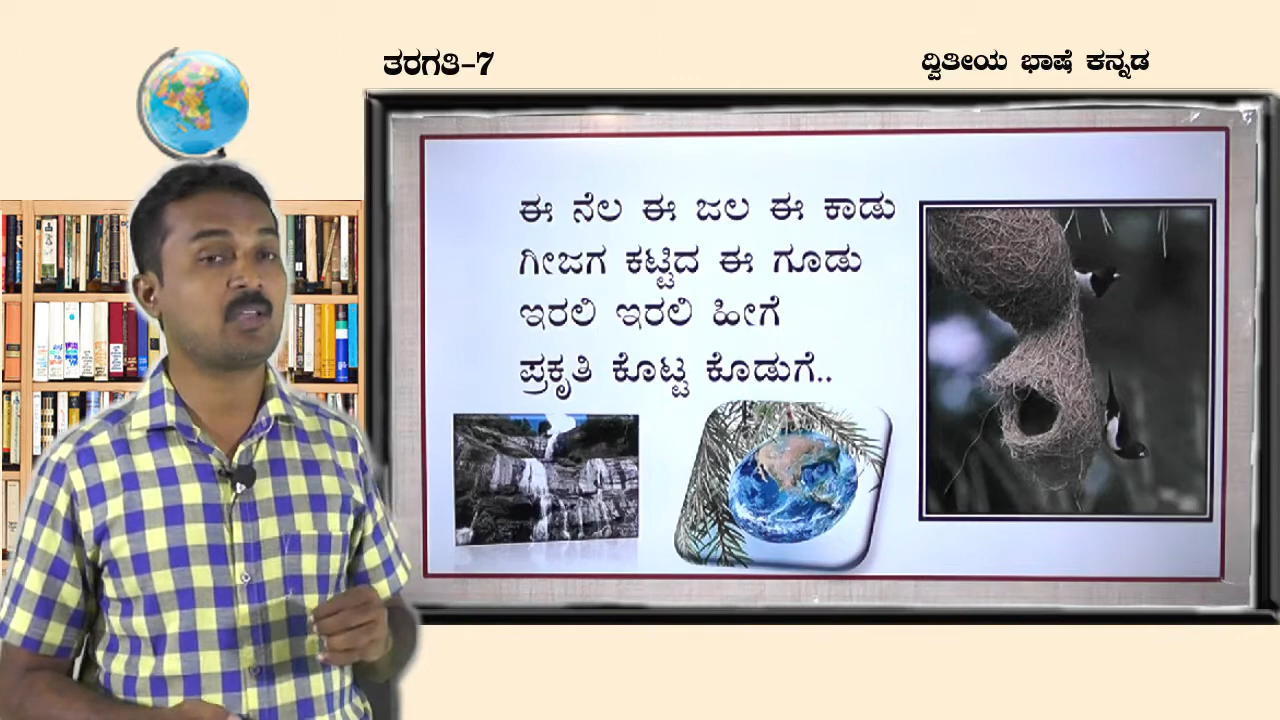 ತರಗತಿ-7
ದ್ವಿತೀಯ ಭಾಷೆ ಕನ್ನಡ
ಈ ನೆಲ ಈ ಜಲ ಈ ಕಾಡು
ಗೀಜಗ ಕಟ್ಟಿದ ಈ ಗೂಡು
ಇರಲಿ ಇರಲಿ ಹೀಗೆ
ಪ್ರಕೃತಿ ಕೊಟ್ಟ ಕೊಡುಗೆ..